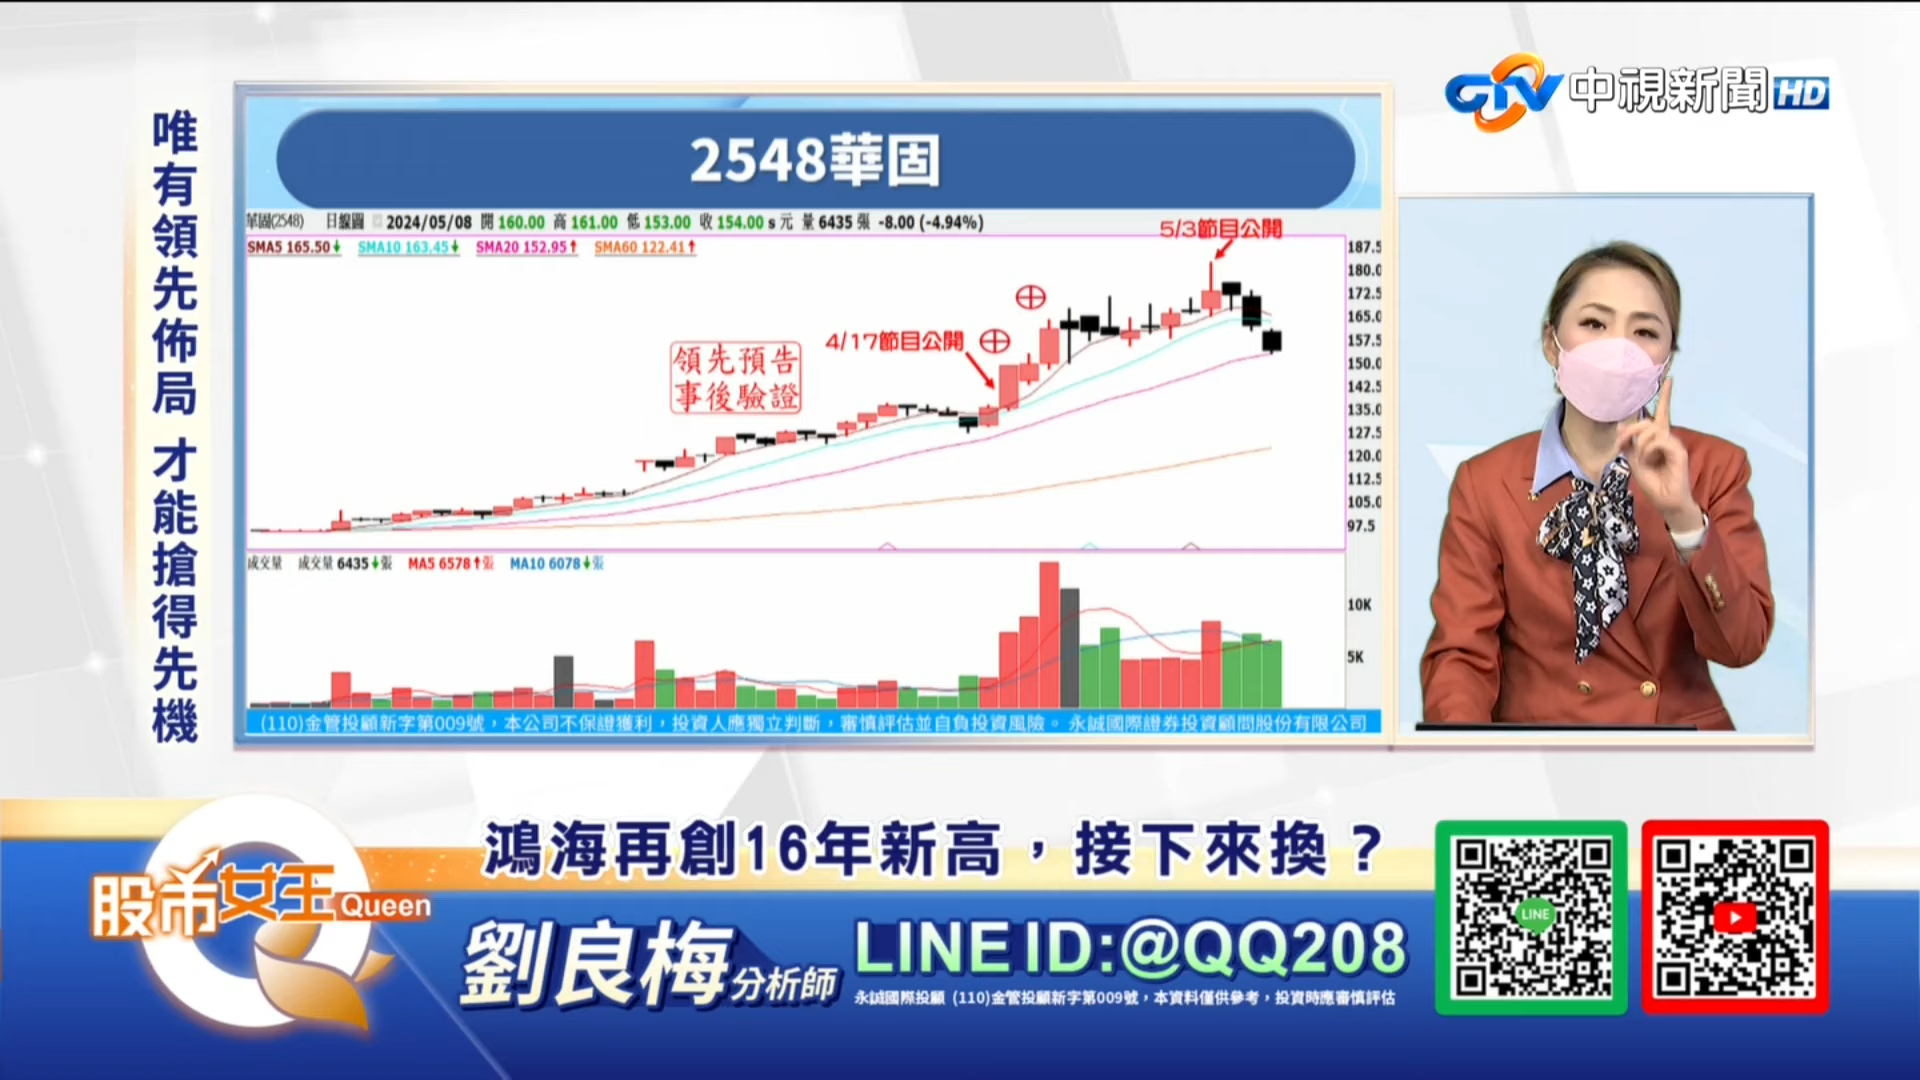 唯有領先佈局 才能搶得先機
CTV 中視新聞 HD
2548華固
華固(2548) 日線圖 2024/05/08 開 160.00 高 161.00 低 153.00 收 154.00 s 元 量 6435 張 -8.00 (-4.94%)
SMA5 165.50↓ SMA10 163.45↓ SMA20 152.95↑ SMA60 122.41↑
5/3節目公開
4/17節目公開
領先預告
事後驗證
187.5
180.0
172.5
165.0
157.5
150.0
142.5
135.0
127.5
120.0
112.5
105.0
97.5
成交量 成交量 6435↓張 MA5 6578↑張 MA10 6078↓張
10K
5K
(110)金管投顧新字第009號，本公司不保證獲利，投資人應獨立判斷，審慎評估並自負投資風險。 永誠國際證券投資顧問股份有限公司
鴻海再創16年新高，接下來換？
股市女王Queen
劉良梅分析師
LINE ID:@QQ208
永誠國際投顧 (110)金管投顧新字第009號，本資料僅供參考，投資時應審慎評估
LINE